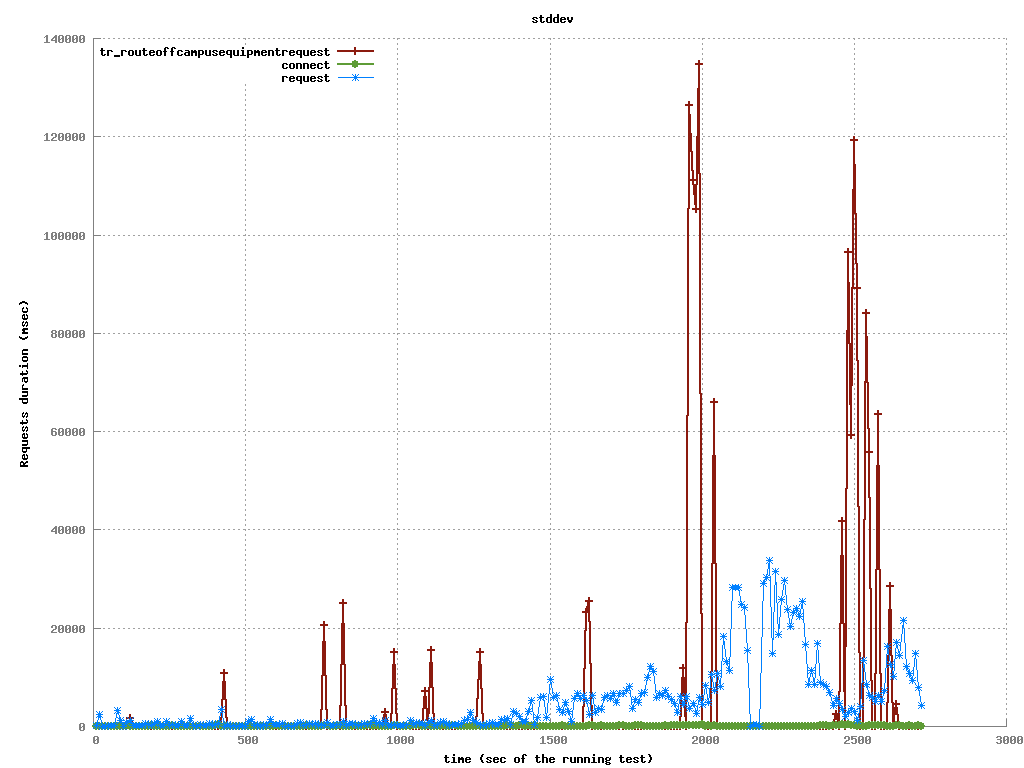 stddev
tr_routeoffcampusequipmentrequest
connect
request
140000
120000
100000
80000
60000
40000
20000
0
Requests duration (msec)
0 500 1000 1500 2000 2500 3000
time (sec of the running test)